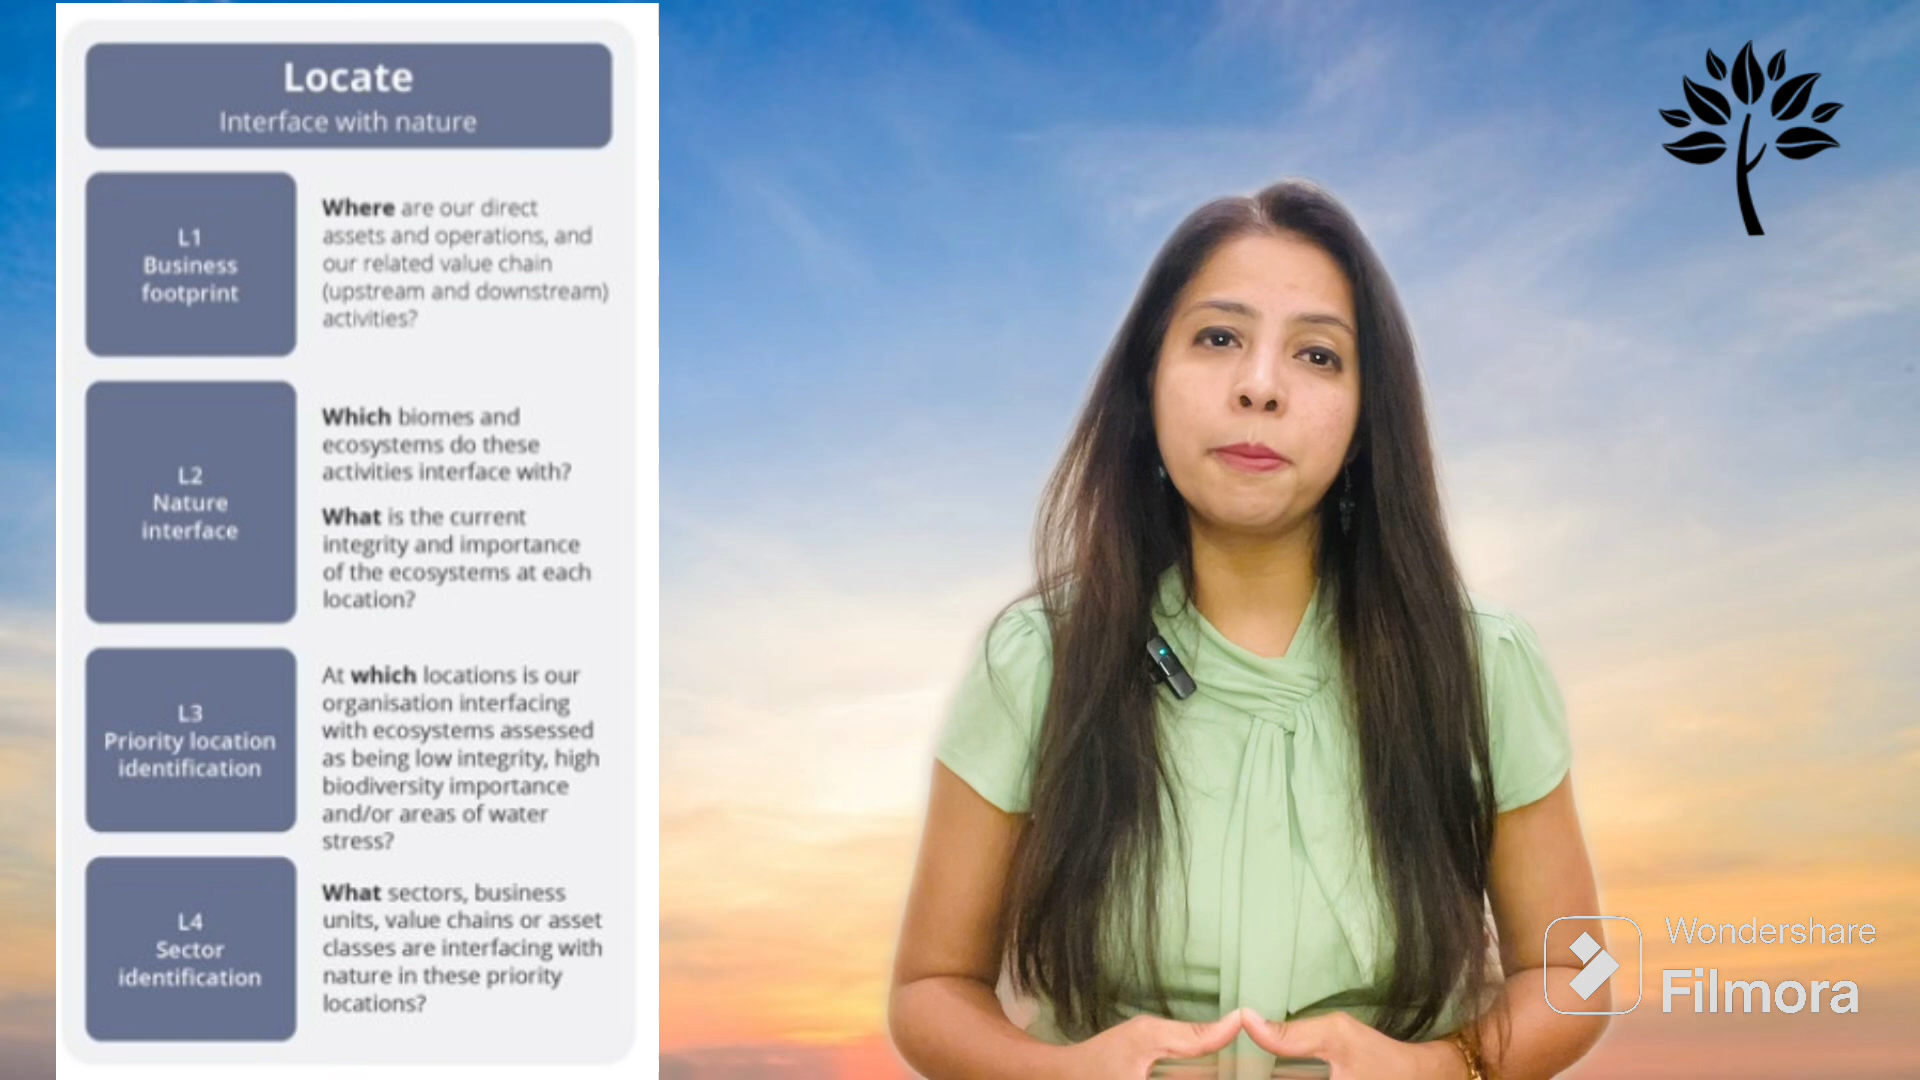 Locate
Interface with nature
L1
Business
footprint
Where are our direct
assets and operations, and
our related value chain
(upstream and downstream)
activities?
L2
Nature
interface
Which biomes and
ecosystems do these
activities interface with?
What is the current
integrity and importance
of the ecosystems at each
location?
L3
Priority location
identification
At which locations is our
organisation interfacing
with ecosystems assessed
as being low integrity, high
biodiversity importance
and/or areas of water
stress?
L4
Sector
identification
What sectors, business
units, value chains or asset
classes are interfacing with
nature in these priority
locations?
Wondershare
Filmora